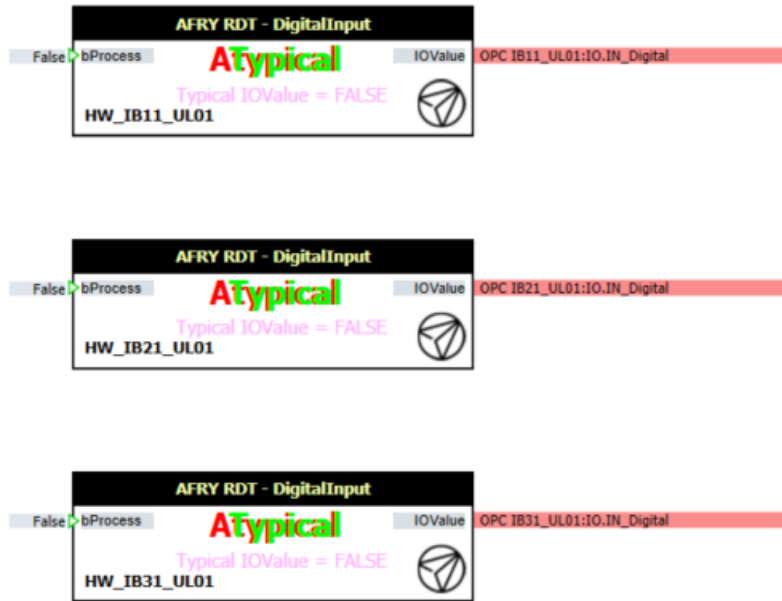 AFRY RDT - DigitalInput
False bProcess ATypical IOValue OPC IB11_UL01:IO.IN_Digital
Typical IOValue = FALSE
HW_IB11_UL01
AFRY RDT - DigitalInput
False bProcess ATypical IOValue OPC IB21_UL01:IO.IN_Digital
Typical IOValue = FALSE
HW_IB21_UL01
AFRY RDT - DigitalInput
False bProcess ATypical IOValue OPC IB31_UL01:IO.IN_Digital
Typical IOValue = FALSE
HW_IB31_UL01